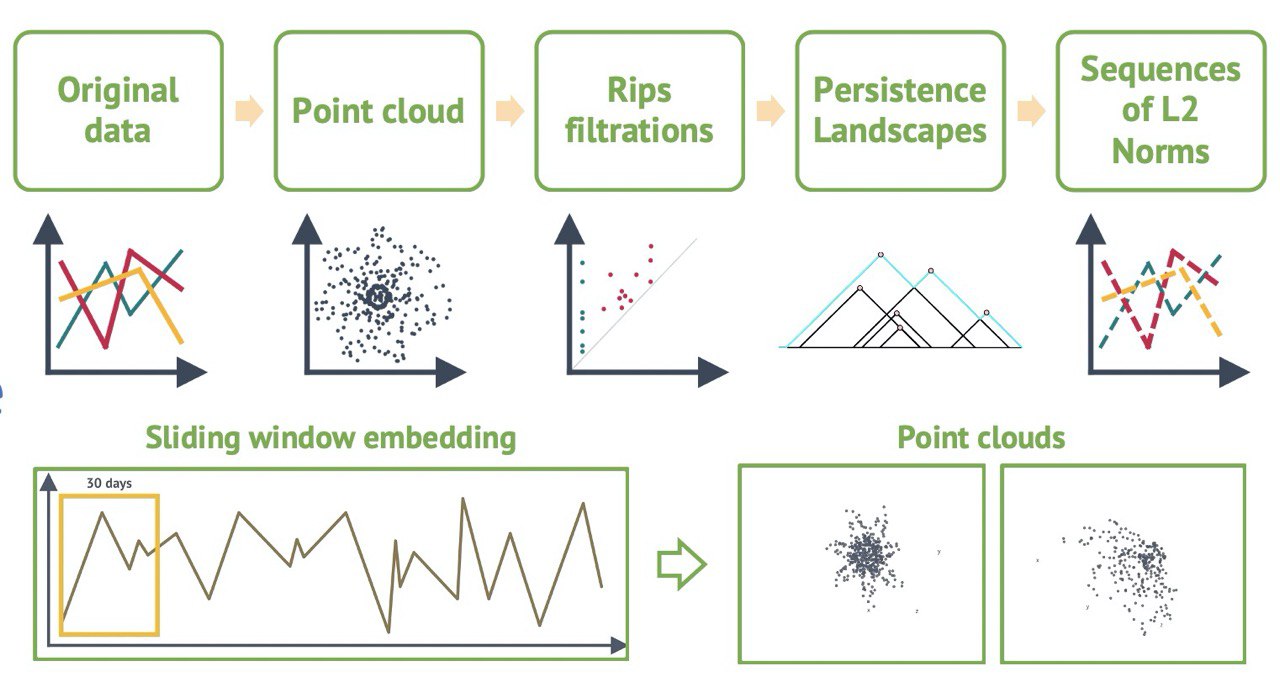 Original
data
Point cloud
Rips
filtrations
Persistence
Landscapes
Sequences
of L2
Norms
Sliding window embedding
Point clouds
30 days
y
x
z
x
y